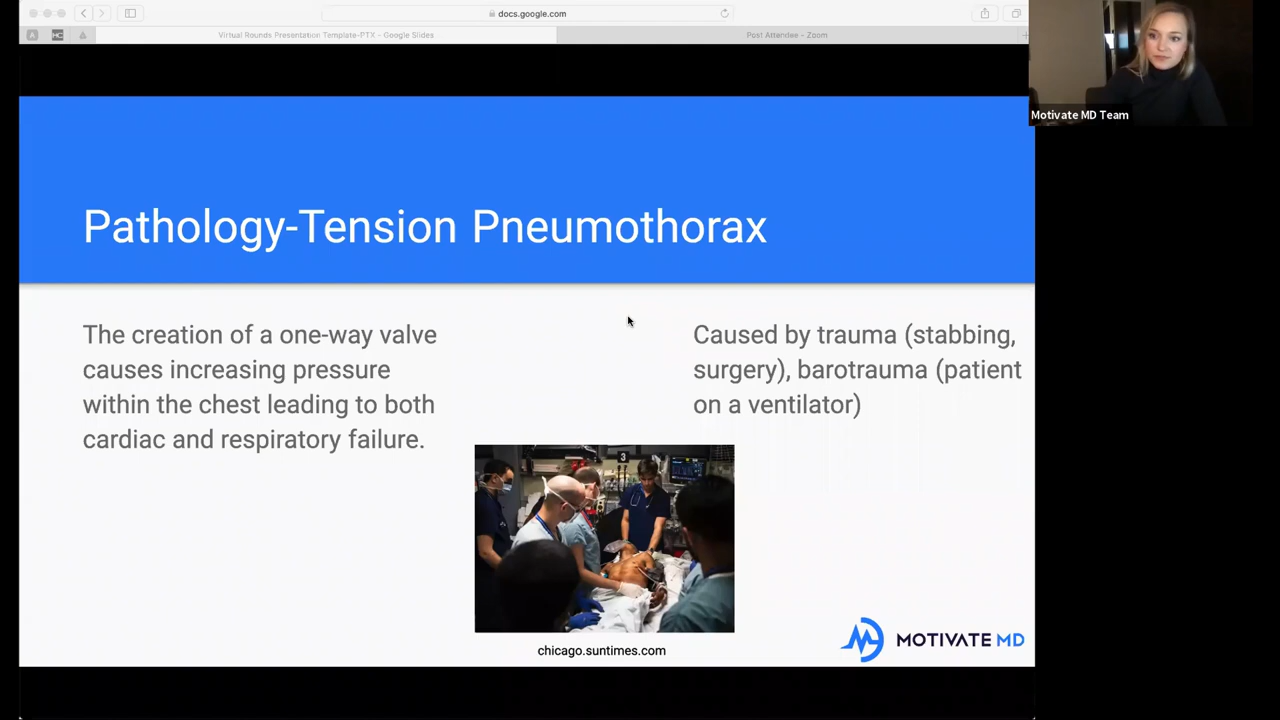 docs.google.com
Virtual Rounds Presentation Template-PTX - Google Slides
Post Attendee - Zoom
Motivate MD Team
Pathology-Tension Pneumothorax
The creation of a one-way valve
causes increasing pressure
within the chest leading to both
cardiac and respiratory failure.
Caused by trauma (stabbing,
surgery), barotrauma (patient
on a ventilator)
3
chicago.suntimes.com
MOTIVATE MD